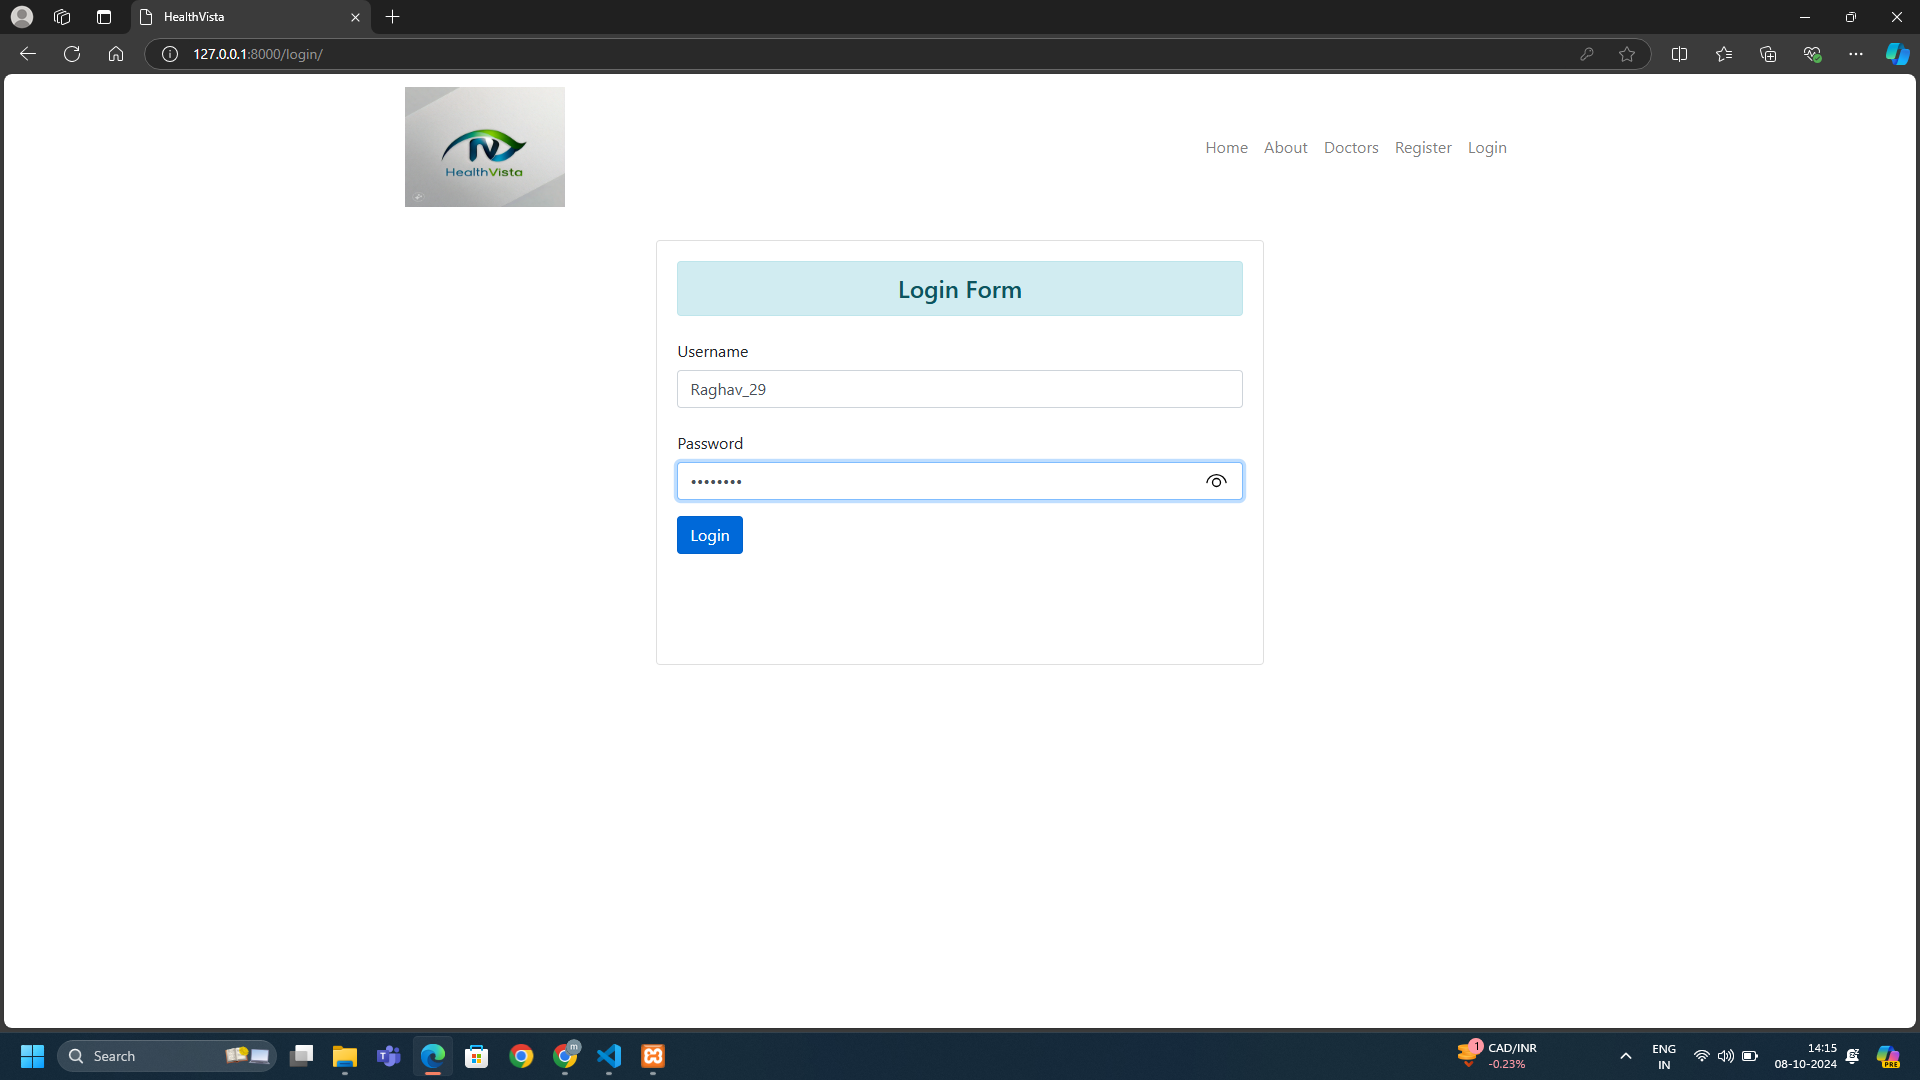 HealthVista
127.0.0.1:8000/login/
HealthVista
Home About Doctors Register Login
Login Form
Username
Raghav_29
Password
••••••••
Login
Search
T
m
1
CAD/INR
-0.23%
ENG
IN
14:15
08-10-2024
PRE